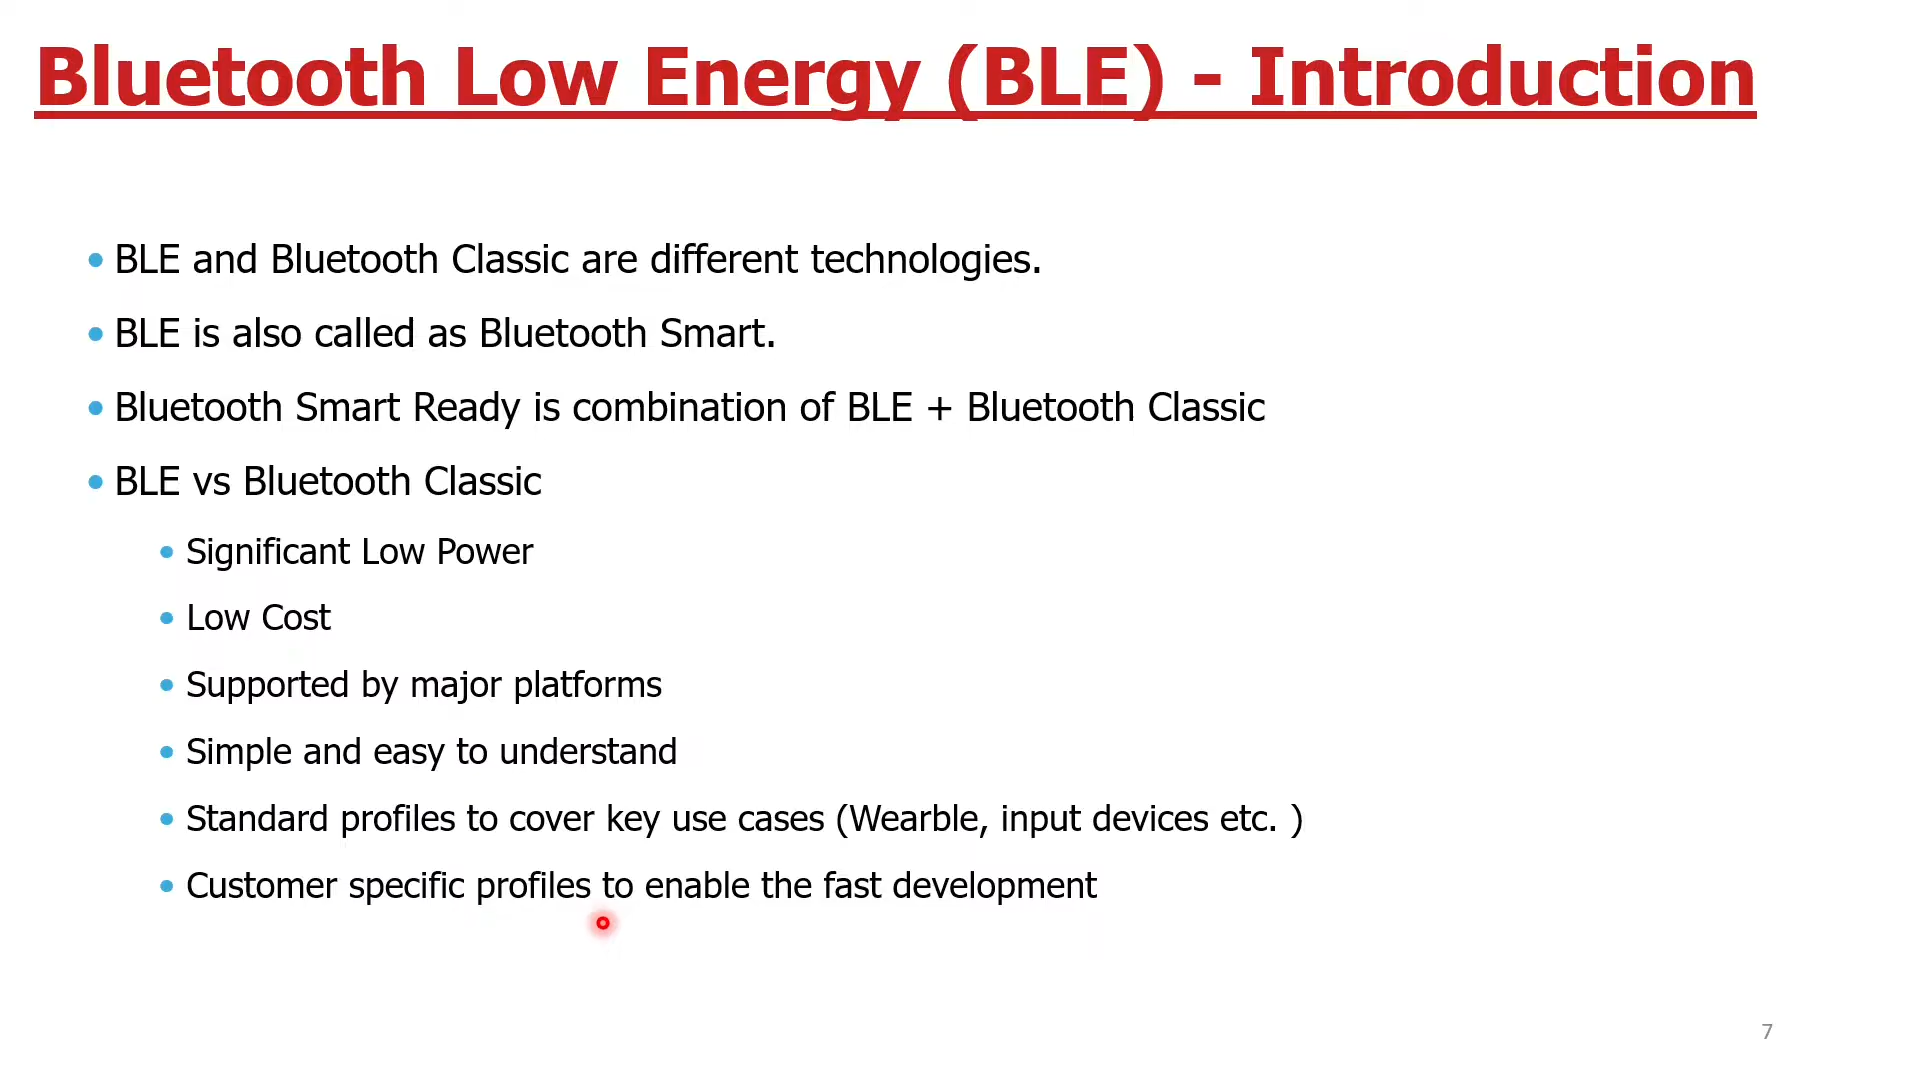 Bluetooth Low Energy (BLE) - Introduction
• BLE and Bluetooth Classic are different technologies.
• BLE is also called as Bluetooth Smart.
• Bluetooth Smart Ready is combination of BLE + Bluetooth Classic
• BLE vs Bluetooth Classic
• Significant Low Power
• Low Cost
• Supported by major platforms
• Simple and easy to understand
• Standard profiles to cover key use cases (Wearble, input devices etc. )
• Customer specific profiles to enable the fast development
7